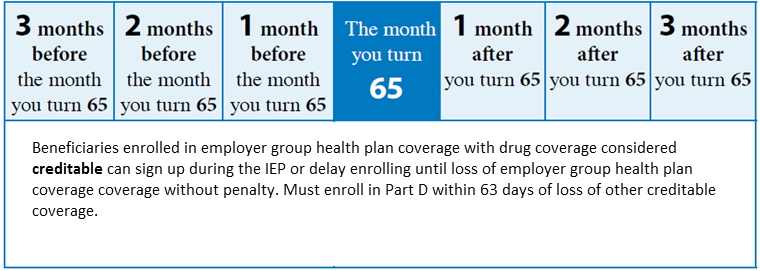 3 months before the month you turn 65
2 months before the month you turn 65
1 month before the month you turn 65
The month you turn 65
1 month after you turn 65
2 months after you turn 65
3 months after you turn 65
Beneficiaries enrolled in employer group health plan coverage with drug coverage considered
creditable can sign up during the IEP or delay enrolling until loss of employer group health plan
coverage coverage without penalty. Must enroll in Part D within 63 days of loss of other creditable
coverage.